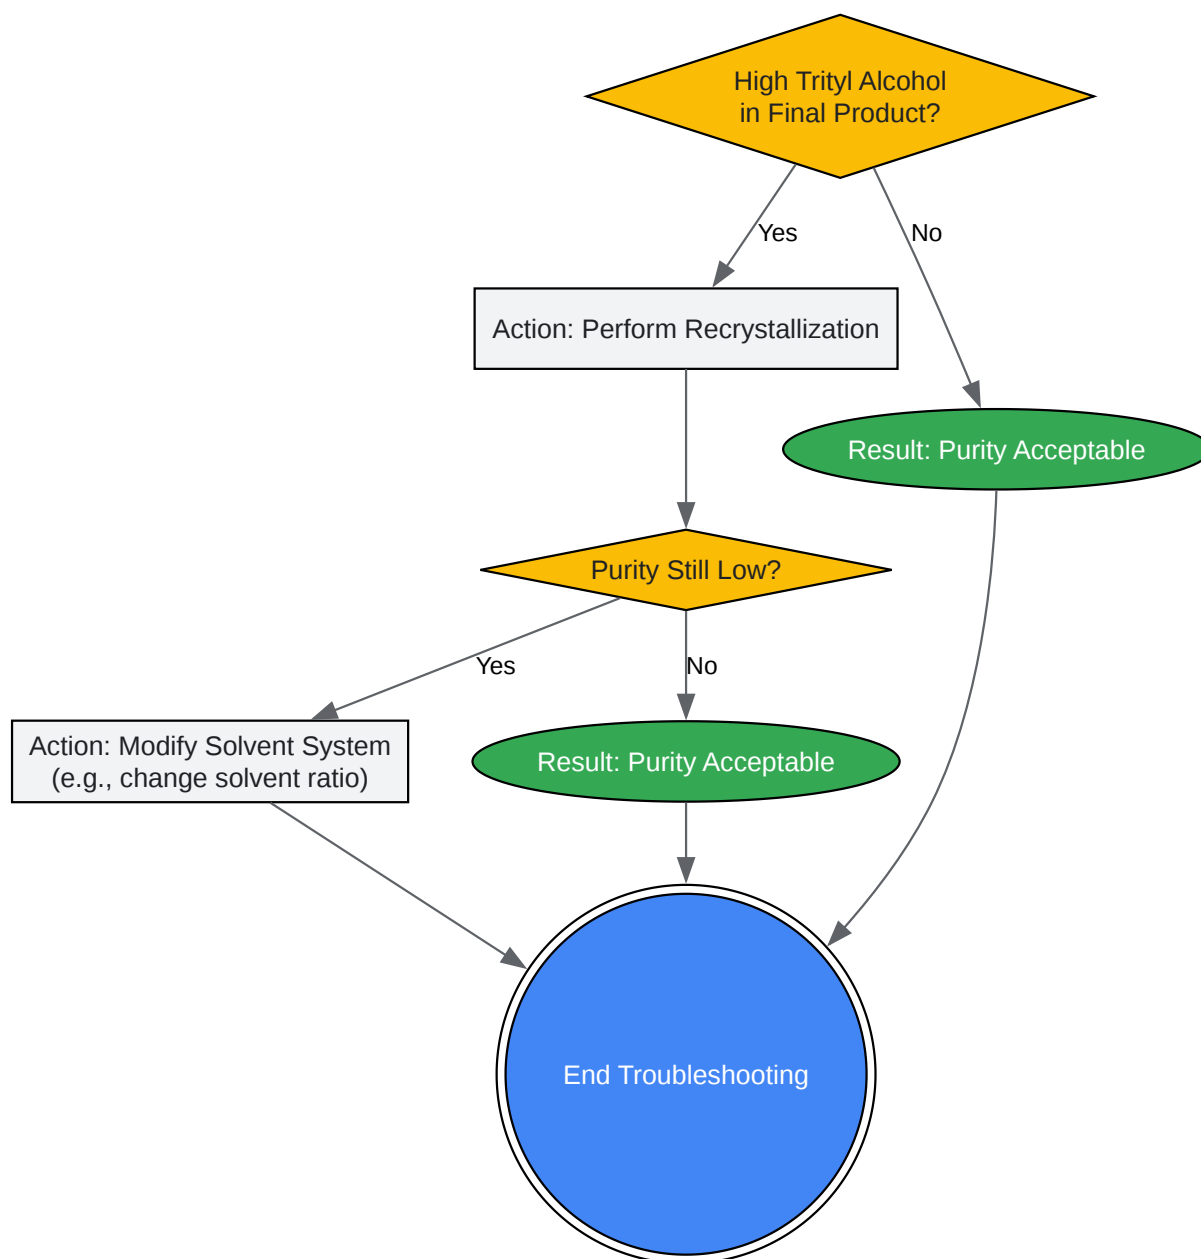 High Trityl Alcohol
in Final Product?
Yes
No
Action: Perform Recrystallization
Result: Purity Acceptable
Purity Still Low?
Yes
No
Action: Modify Solvent System
(e.g., change solvent ratio)
Result: Purity Acceptable
End Troubleshooting